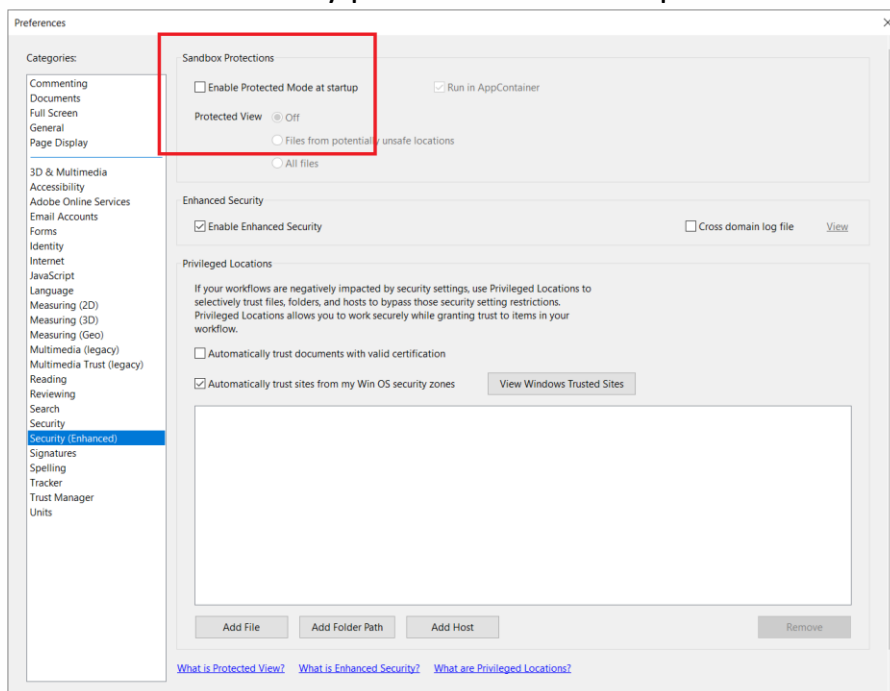 Preferences
Categories:
Commenting
Documents
Full Screen
General
Page Display
3D & Multimedia
Accessibility
Adobe Online Services
Email Accounts
Forms
Identity
Internet
JavaScript
Language
Measuring (2D)
Measuring (3D)
Measuring (Geo)
Multimedia (legacy)
Multimedia Trust (legacy)
Reading
Reviewing
Search
Security
Security (Enhanced)
Signatures
Spelling
Tracker
Trust Manager
Units
Sandbox Protections
Enable Protected Mode at startup
Run in AppContainer
Protected View
Off
Files from potentially unsafe locations
All files
Enhanced Security
Enable Enhanced Security
Cross domain log file
View
Privileged Locations
If your workflows are negatively impacted by security settings, use Privileged Locations to
selectively trust files, folders, and hosts to bypass those security setting restrictions.
Privileged Locations allows you to work securely while granting trust to items in your
workflow.
Automatically trust documents with valid certification
Automatically trust sites from my Win OS security zones
View Windows Trusted Sites
Add File
Add Folder Path
Add Host
Remove
What is Protected View?
What is Enhanced Security?
What are Privileged Locations?